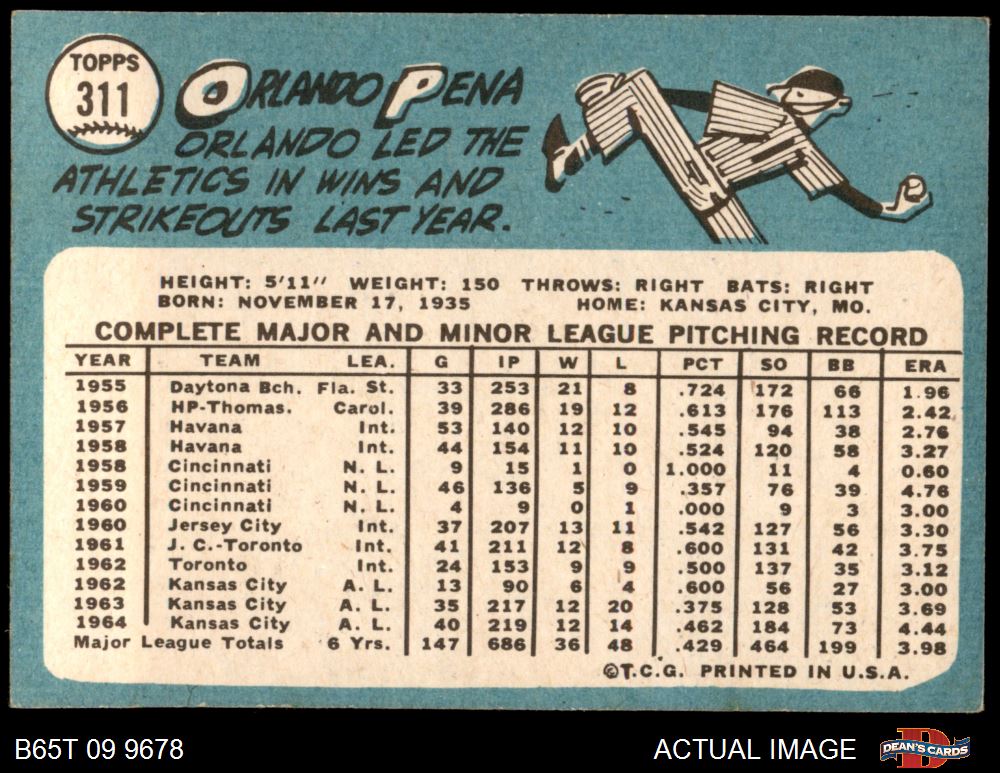 TOPPS
311
ORLANDO PENA
ORLANDO LED THE
ATHLETICS IN WINS AND
STRIKEOUTS LAST YEAR.
HEIGHT: 5'11" WEIGHT: 150 THROWS: RIGHT BATS: RIGHT
BORN: NOVEMBER 17, 1935 HOME: KANSAS CITY, MO.
COMPLETE MAJOR AND MINOR LEAGUE PITCHING RECORD
YEAR TEAM LEA. G IP W L PCT SO BB ERA
1955 Daytona Bch. Fla. St. 33 253 21 8 .724 172 66 1.96
1956 HP-Thomas. Carol. 39 286 19 12 .613 176 113 2.42
1957 Havana Int. 53 140 12 10 .545 94 38 2.76
1958 Havana Int. 44 154 11 10 .524 120 58 3.27
1958 Cincinnati N. L. 9 15 1 0 1.000 11 4 0.60
1959 Cincinnati N. L. 46 136 5 9 .357 76 39 4.76
1960 Cincinnati N. L. 4 9 0 1 .000 9 3 3.00
1960 Jersey City Int. 37 207 13 11 .542 127 56 3.30
1961 J. C.-Toronto Int. 41 211 12 8 .600 131 42 3.75
1962 Toronto Int. 24 153 9 9 .500 137 35 3.12
1962 Kansas City A. L. 13 90 6 4 .600 56 27 3.00
1963 Kansas City A. L. 35 217 12 20 .375 128 53 3.69
1964 Kansas City A. L. 40 219 12 14 .462 184 73 4.44
Major League Totals 6 Yrs. 147 686 36 48 .429 464 199 3.98
©T.C.G. PRINTED IN U.S.A.
B65T 09 9678 ACTUAL IMAGE DEAN'S CARDS